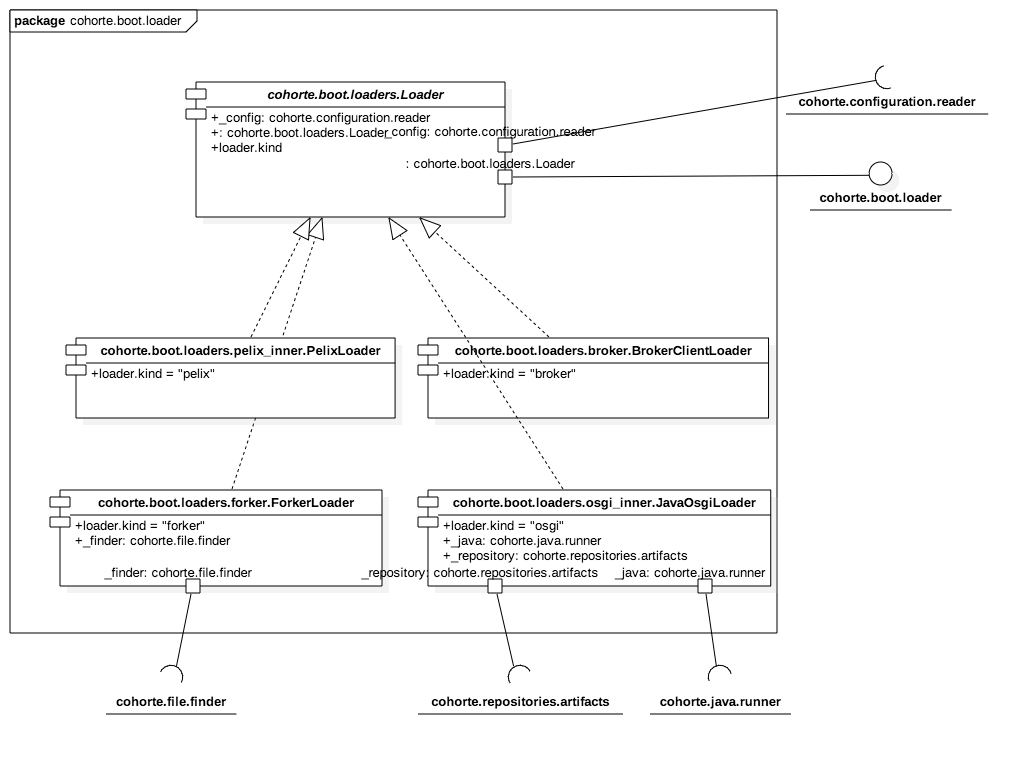 package cohorte.boot.loader
cohorte.boot.loaders.Loader
+_config: cohorte.configuration.reader
+: cohorte.boot.loaders.Loader
+loader.kind
_config: cohorte.configuration.reader
: cohorte.boot.loaders.Loader
cohorte.configuration.reader
cohorte.boot.loader
cohorte.boot.loaders.pelix_inner.PelixLoader
+loader.kind = "pelix"
cohorte.boot.loaders.broker.BrokerClientLoader
+loader.kind = "broker"
cohorte.boot.loaders.forker.ForkerLoader
+loader.kind = "forker"
+_finder: cohorte.file.finder
_finder: cohorte.file.finder
cohorte.boot.loaders.osgi_inner.JavaOsgiLoader
+loader.kind = "osgi"
+_java: cohorte.java.runner
+_repository: cohorte.repositories.artifacts
_repository: cohorte.repositories.artifacts
_java: cohorte.java.runner
cohorte.file.finder
cohorte.repositories.artifacts
cohorte.java.runner